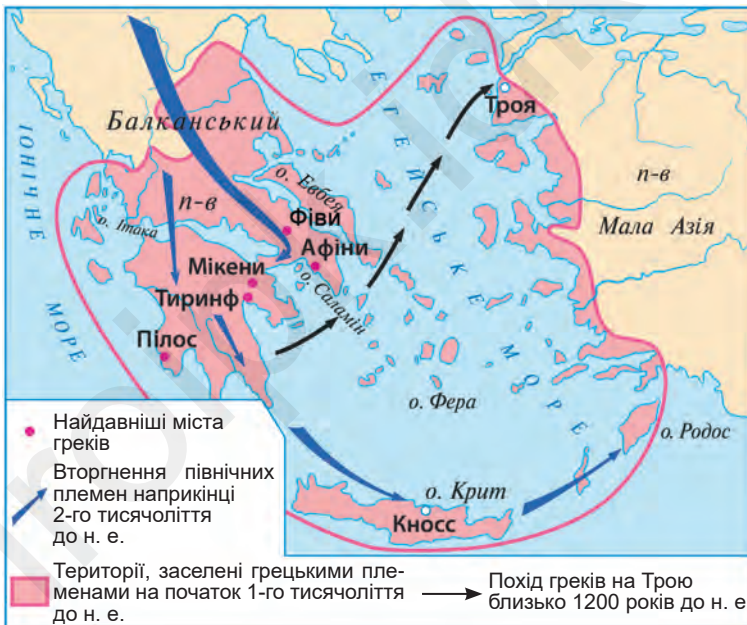 Балканський
п-в
ІОНІЧНЕ
МОРЕ
о. Ітака
ЕГЕЙСЬКЕ МОРЕ
Троя
п-в
Мала Азія
о. Евбея
Фіви
Афіни
о. Саламін
Мікени
Тиринф
Пілос
о. Фера
о. Родос
о. Крит
Кносс
Найдавніші міста
греків
Вторгнення північних
племен наприкінці
2-го тисячоліття
до н. е.
Території, заселені грецькими пле-
менами на початок 1-го тисячоліття
до н. е.
Похід греків на Трою
близько 1200 років до н. е